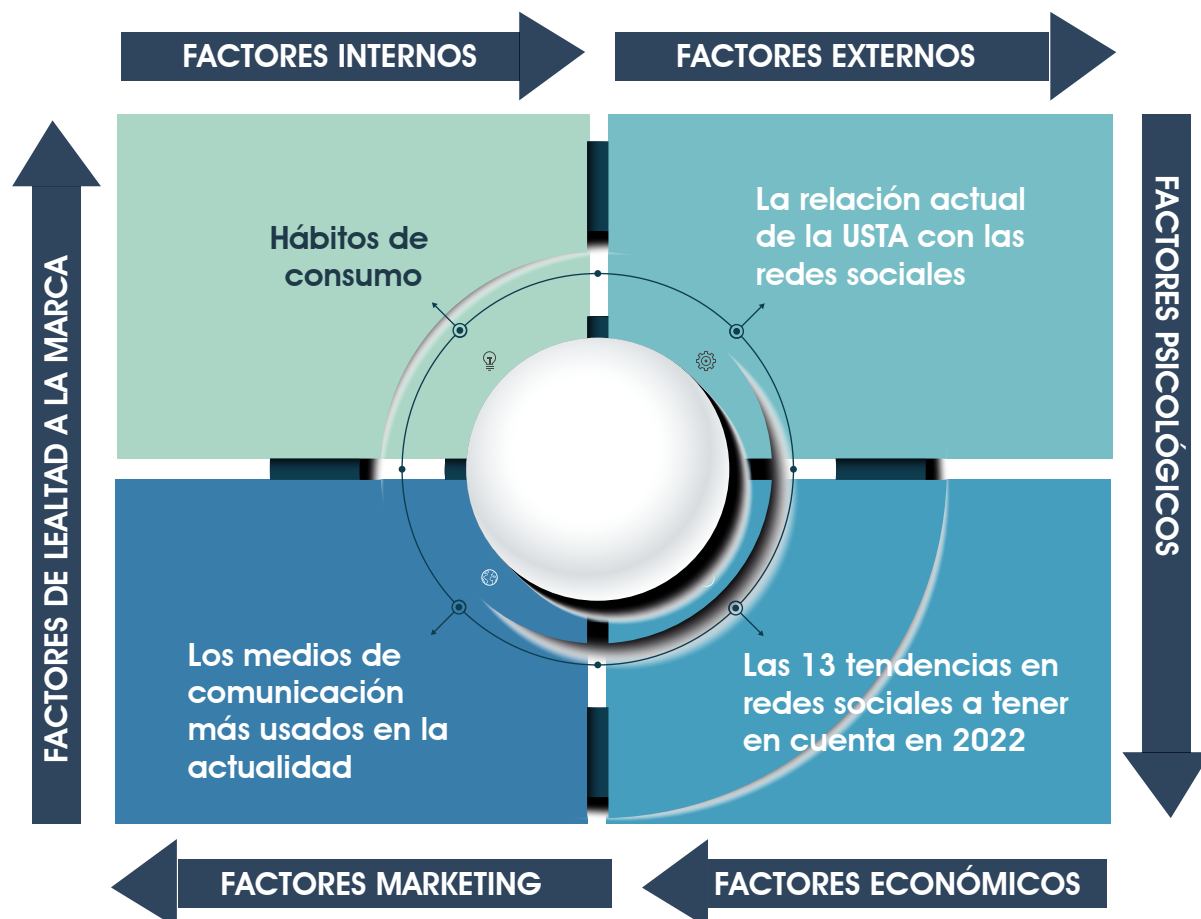 FACTORES INTERNOS
FACTORES EXTERNOS
FACTORES DE LEALTAD A LA MARCA
Hábitos de
consumo
La relación actual
de la USTA con las
redes sociales
FACTORES PSICOLÓGICOS
Los medios de
comunicación
más usados en la
actualidad
Las 13 tendencias en
redes sociales a tener
en cuenta en 2022
FACTORES MARKETING
FACTORES ECONÓMICOS